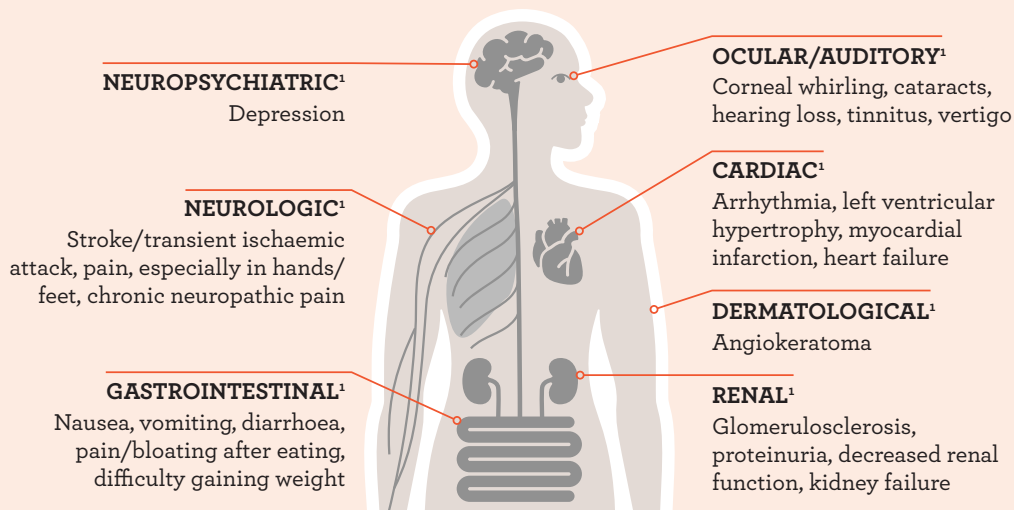 NEUROPSYCHIATRIC¹
Depression
NEUROLOGIC¹
Stroke/transient ischaemic
attack, pain, especially in hands/
feet, chronic neuropathic pain
GASTROINTESTINAL¹
Nausea, vomiting, diarrhoea,
pain/bloating after eating,
difficulty gaining weight
OCULAR/AUDITORY¹
Corneal whirling, cataracts,
hearing loss, tinnitus, vertigo
CARDIAC¹
Arrhythmia, left ventricular
hypertrophy, myocardial
infarction, heart failure
DERMATOLOGICAL¹
Angiokeratoma
RENAL¹
Glomerulosclerosis,
proteinuria, decreased renal
function, kidney failure